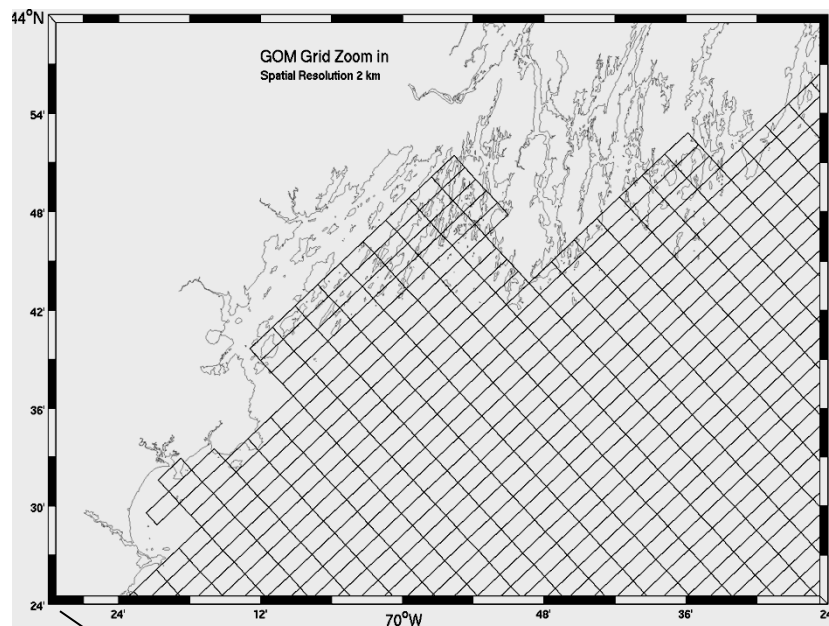 44°N
GOM Grid Zoom in
Spatial Resolution 2 km
54'
48'
42'
36'
30'
24'
24'
12'
70°W
48'
36'
24